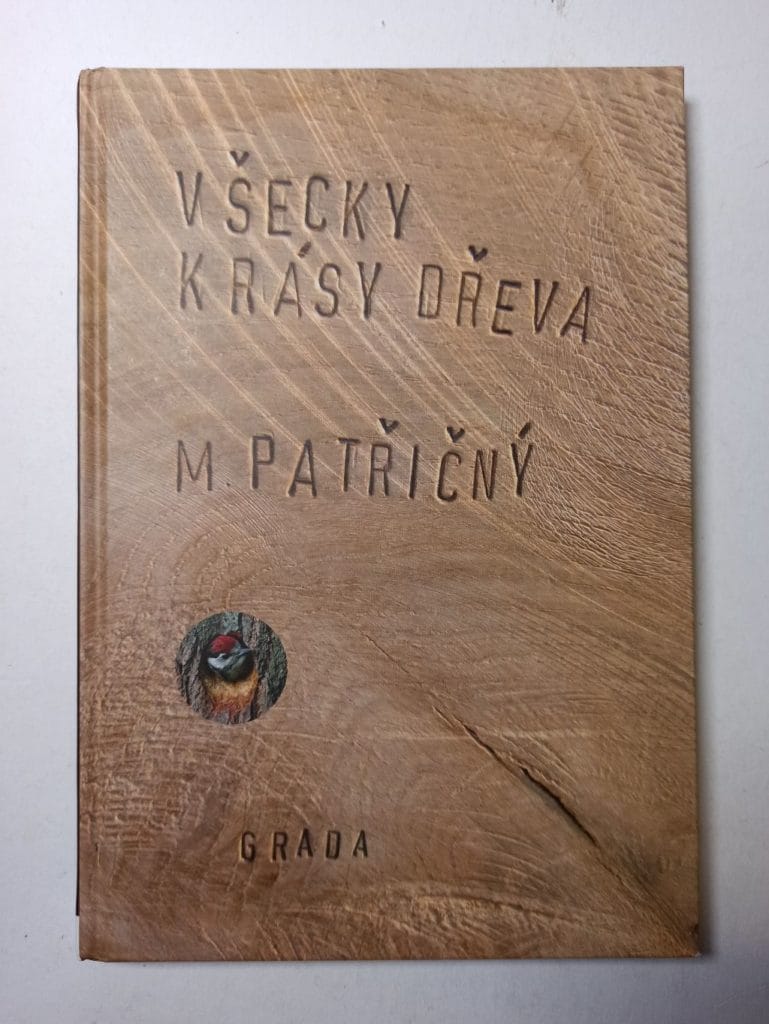 VŠECKY
KRÁSY DŘEVA
M. PATŘIČNÝ
GRADA